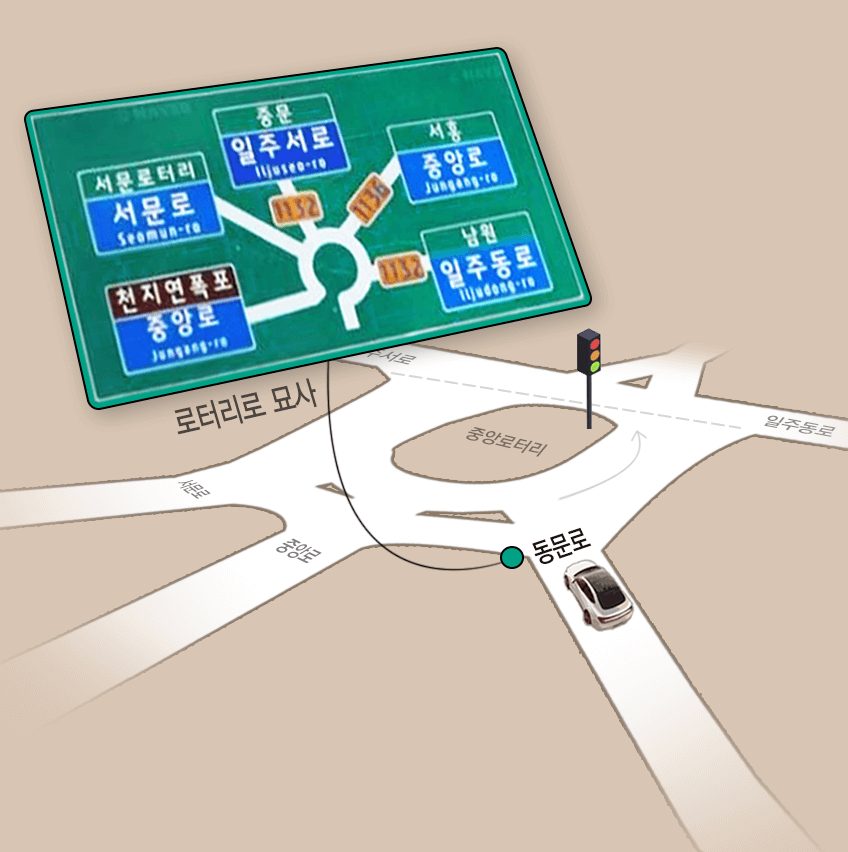 중문
일주서로
Iljuseo-ro
서홍
중앙로
Jungang-ro
서문로터리
서문로
Seomun-ro
1132
1136
남원
일주동로
Iljudong-ro
1132
천지연폭포
중앙로
Jungang-ro
로터리로 묘사
주서로
일주동로
중앙로터리
중앙로
동문로